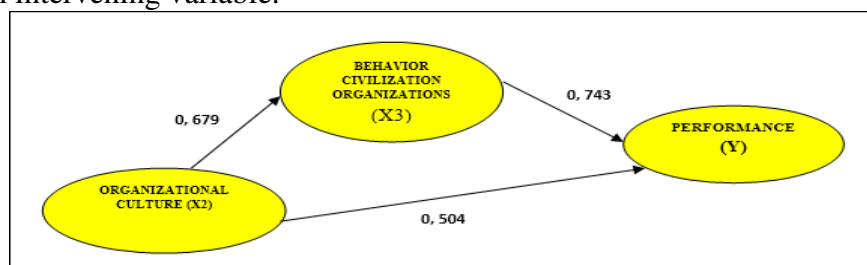 intervening variable.
BEHAVIOR
CIVILIZATION
ORGANIZATIONS
(X3)
0, 679
0, 743
PERFORMANCE
(Y)
ORGANIZATIONAL
CULTURE (X2)
0, 504